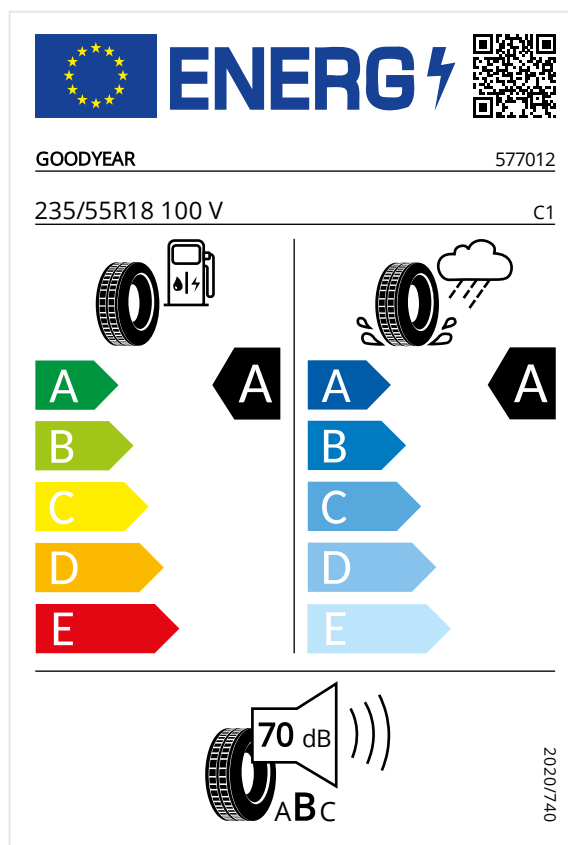 ENERG
GOODYEAR 577012
235/55R18 100 V C1
A A A A
B B
C C
D D
E E
70 dB
ABC
2020/740